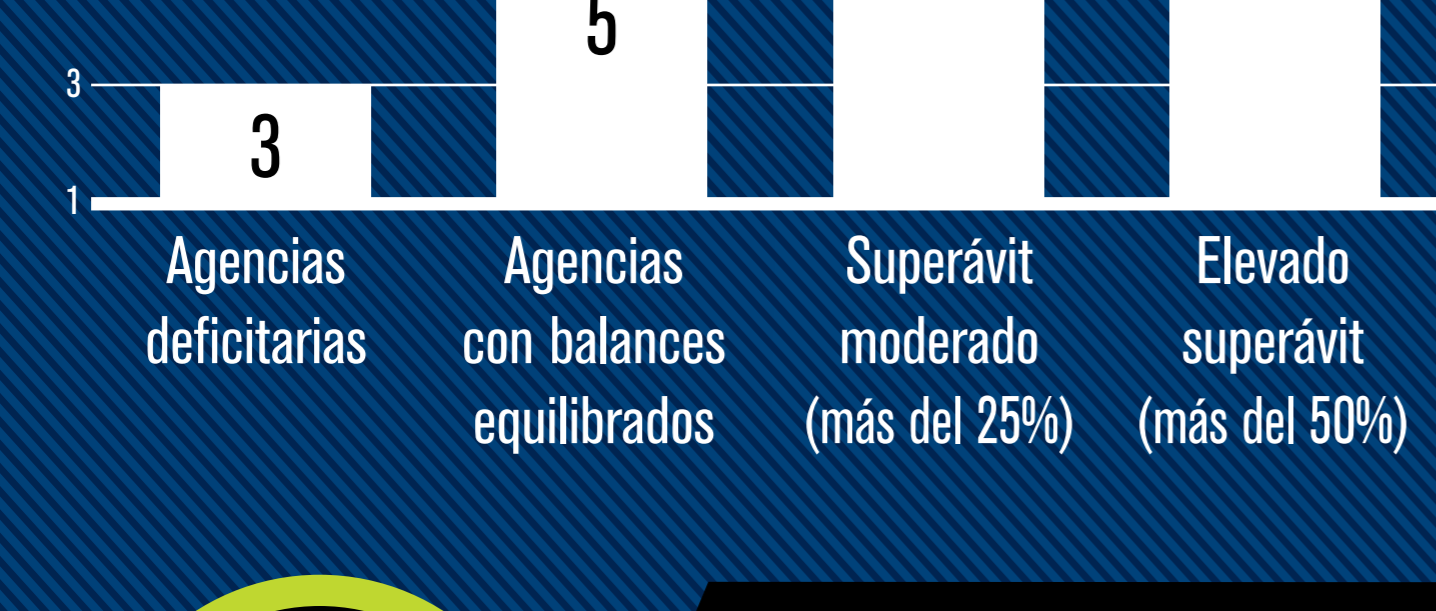 5
3
3
1
Agencias
deficitarias
Agencias
con balances
equilibrados
Superávit
moderado
(más del 25%)
Elevado
superávit
(más del 50%)